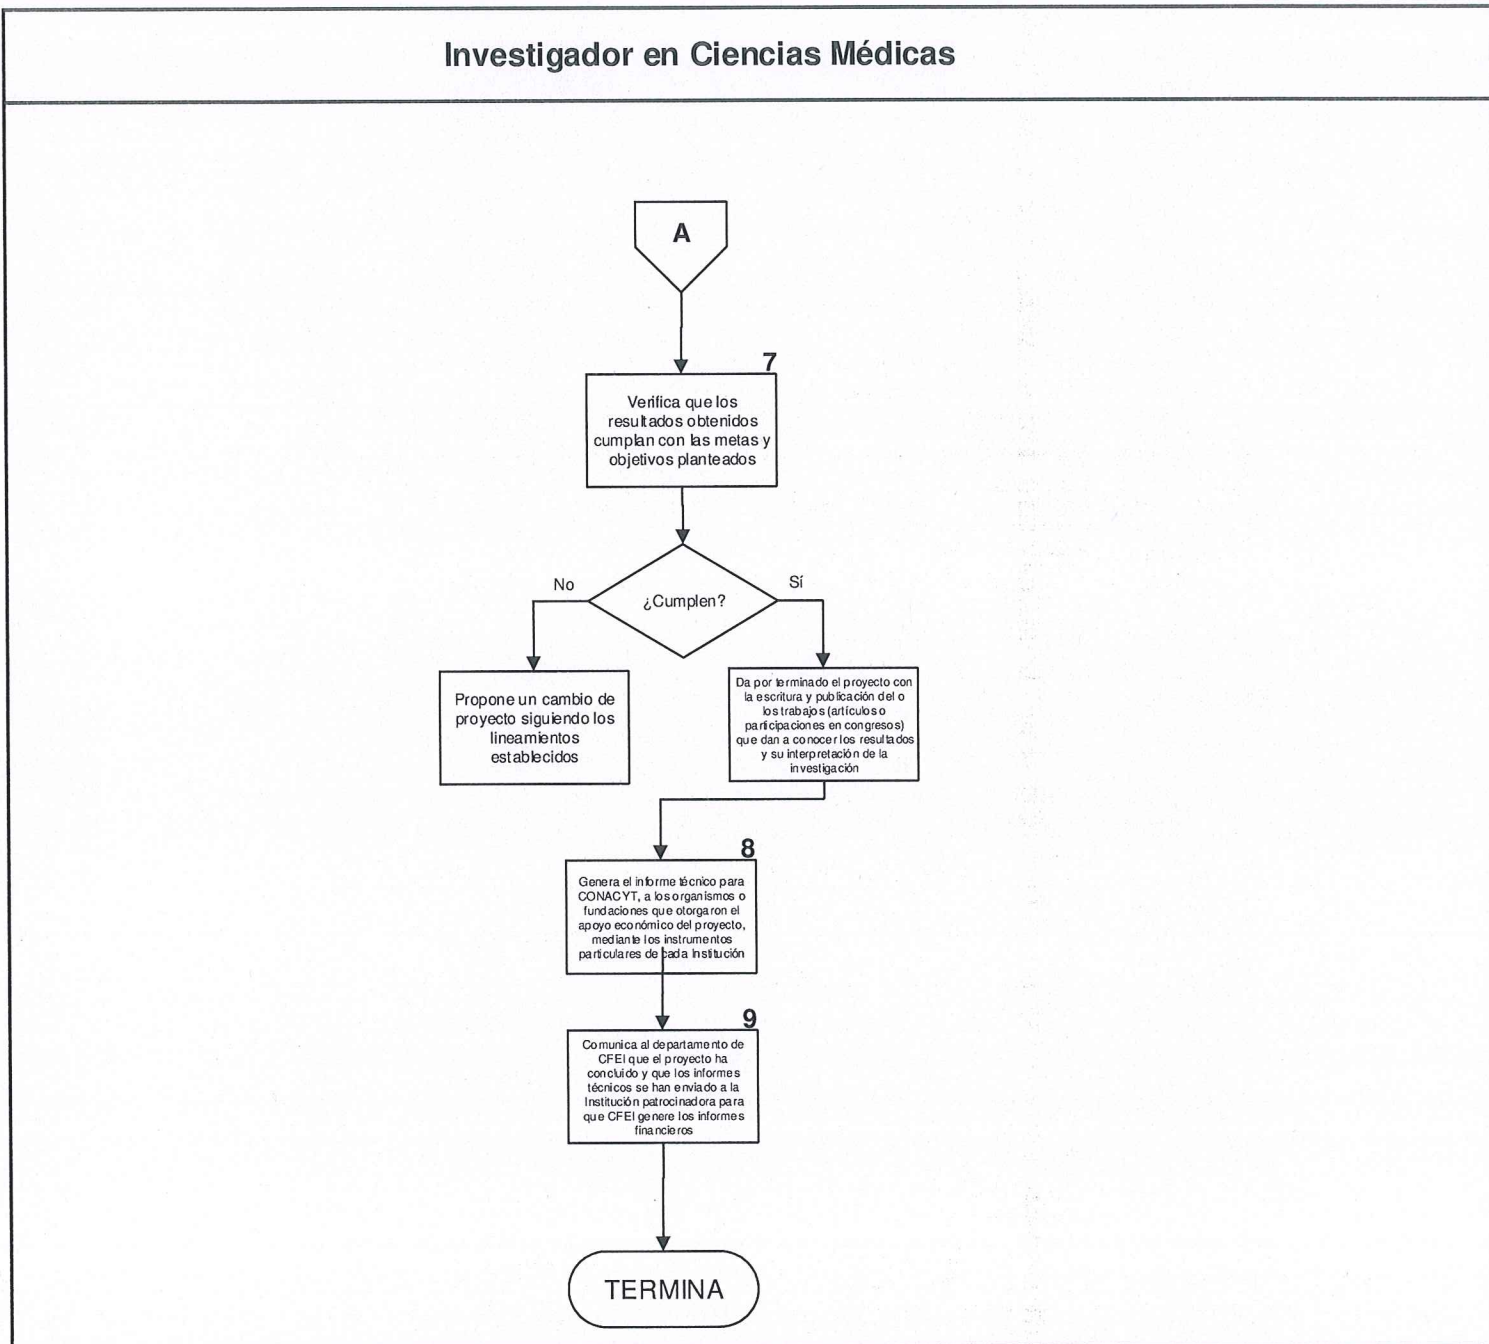 Investigador en Ciencias Médicas
A
7
Verifica que los
resultados obtenidos
cumplan con las metas y
objetivos planteados
No
¿Cumplen?
Sí
Propone un cambio de
proyecto siguiendo los
lineamientos
establecidos
Da por terminado el proyecto con
la escritura y publicación del o
los trabajos (artículos o
participaciones en congresos)
que dan a conocer los resultados
y su interpretación de la
investigación
8
Genera el informe técnico para
CONACYT, a los organismos o
fundaciones que otorgaron el
apoyo económico del proyecto,
mediante los instrumentos
particulares de cada Institución
9
Comunica al departamento de
CFEI que el proyecto ha
concluido y que los informes
técnicos se han enviado a la
Institución patrocinadora para
que CFEI genere los informes
financieros
TERMINA